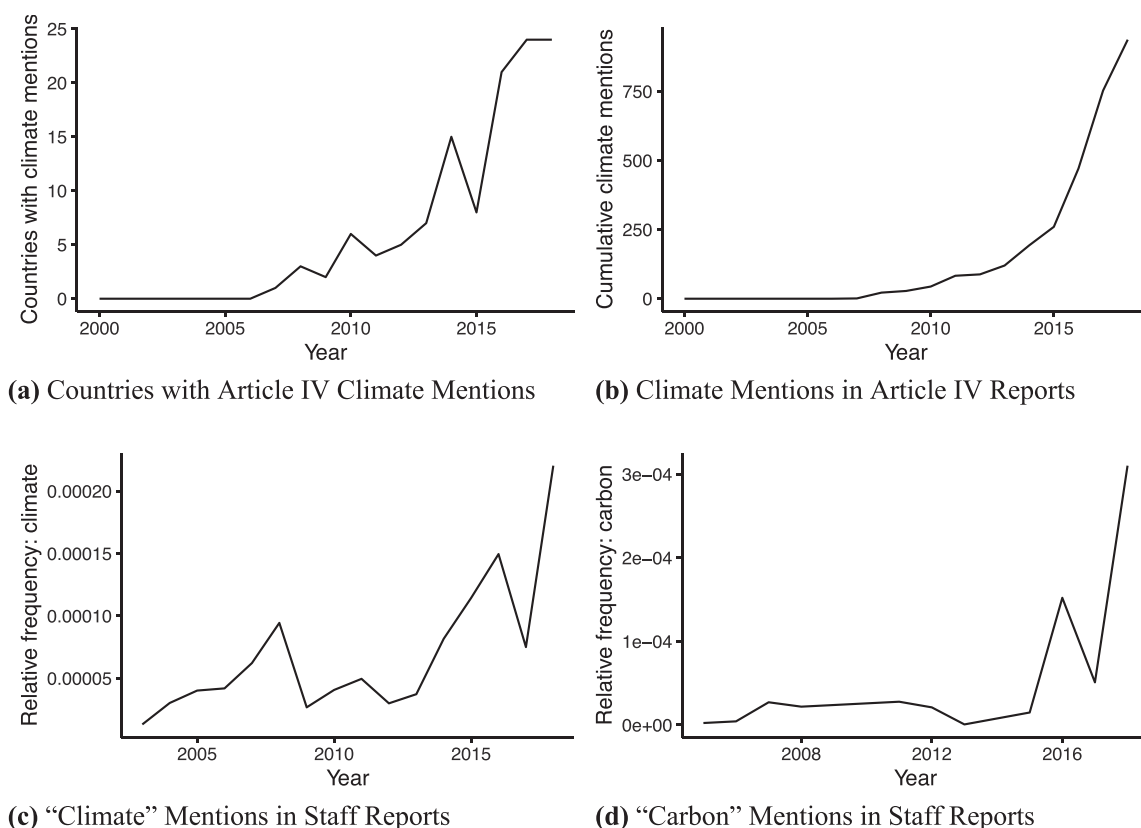 Countries with climate mentions
25
20
15
10
5
0
2000 2005 2010 2015
Year
(a) Countries with Article IV Climate Mentions
Cumulative climate mentions
750
500
250
0
2000 2005 2010 2015
Year
(b) Climate Mentions in Article IV Reports
Relative frequency: climate
0.00020
0.00015
0.00010
0.00005
2005 2010 2015
Year
(c) “Climate” Mentions in Staff Reports
Relative frequency: carbon
3e−04
2e−04
1e−04
0e+00
2008 2012 2016
Year
(d) “Carbon” Mentions in Staff Reports